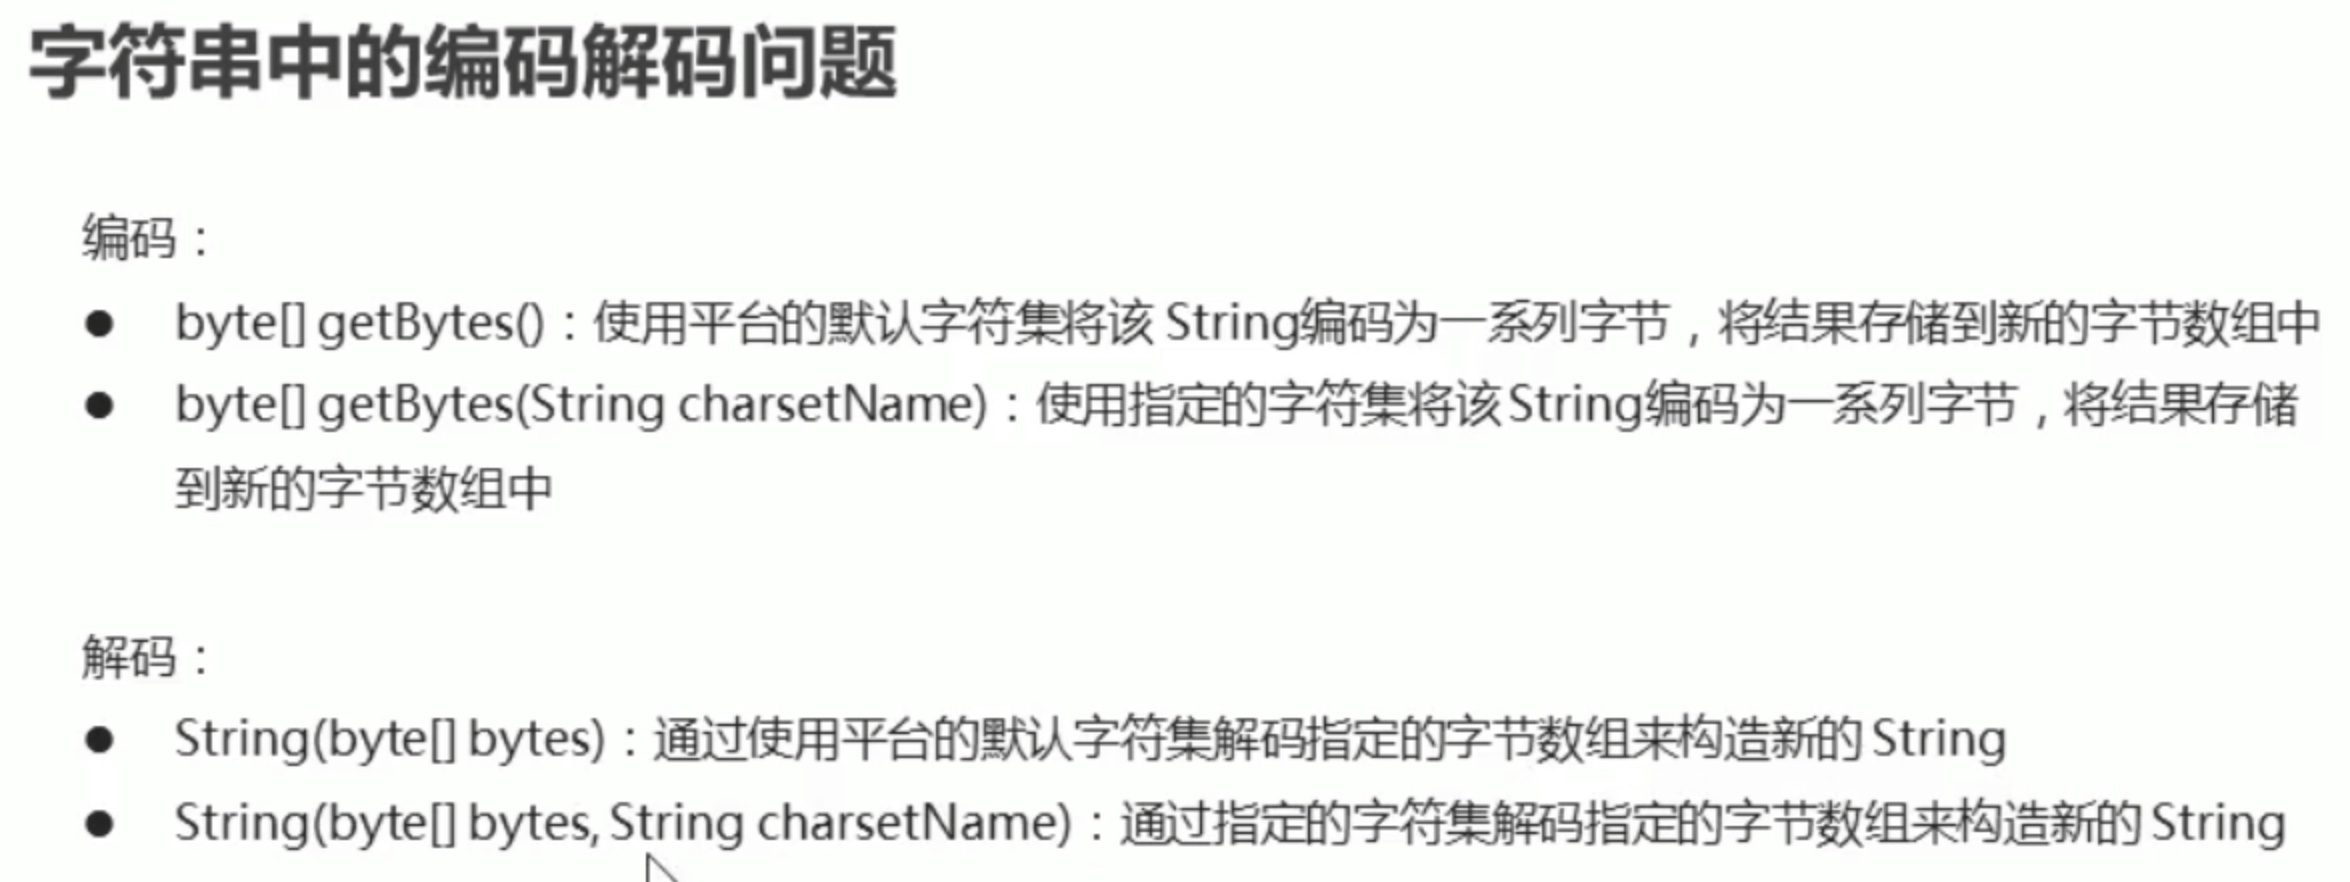 字符串中的编码解码问题
编码：
● byte[] getBytes()：使用平台的默认字符集将该 String编码为一系列字节，将结果存储到新的字节数组中
● byte[] getBytes(String charsetName)：使用指定的字符集将该String编码为一系列字节，将结果存储
到新的字节数组中
解码：
● String(byte[] bytes)：通过使用平台的默认字符集解码指定的字节数组来构造新的 String
● String(byte[] bytes, String charsetName)：通过指定的字符集解码指定的字节数组来构造新的 String